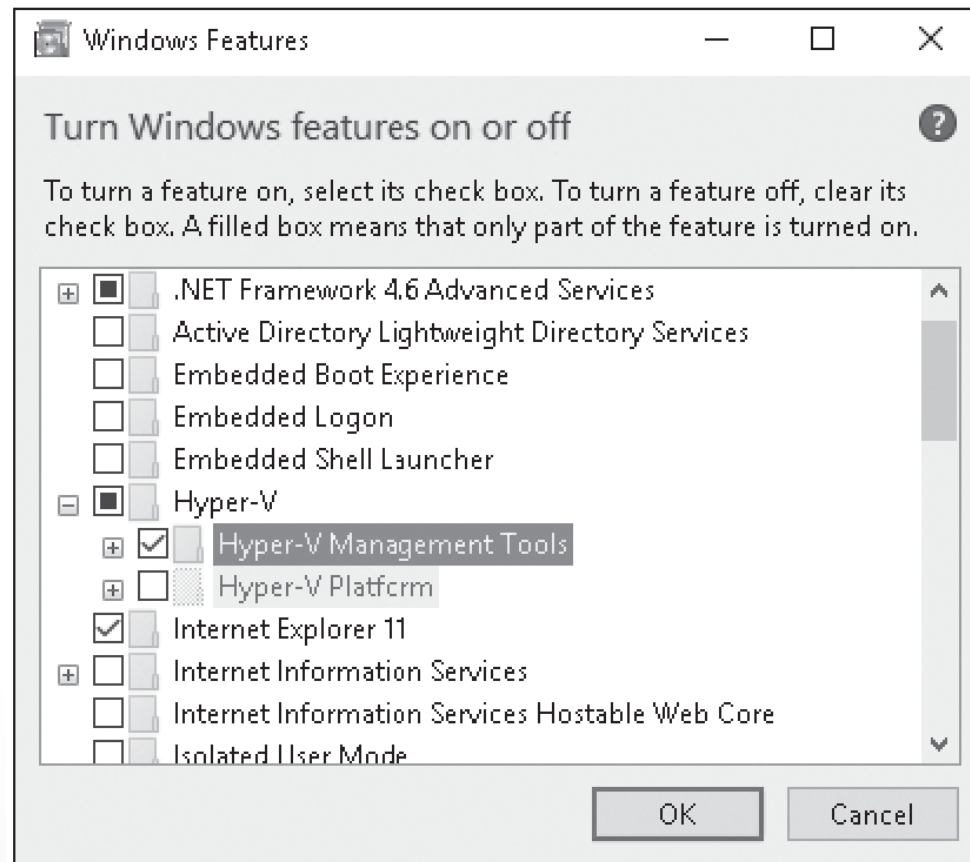 Windows Features
Turn Windows features on or off
To turn a feature on, select its check box. To turn a feature off, clear its
check box. A filled box means that only part of the feature is turned on.
.NET Framework 4.6 Advanced Services
Active Directory Lightweight Directory Services
Embedded Boot Experience
Embedded Logon
Embedded Shell Launcher
Hyper-V
Hyper-V Management Tools
Hyper-V Platform
Internet Explorer 11
Internet Information Services
Internet Information Services Hostable Web Core
Isolated User Mode
OK
Cancel